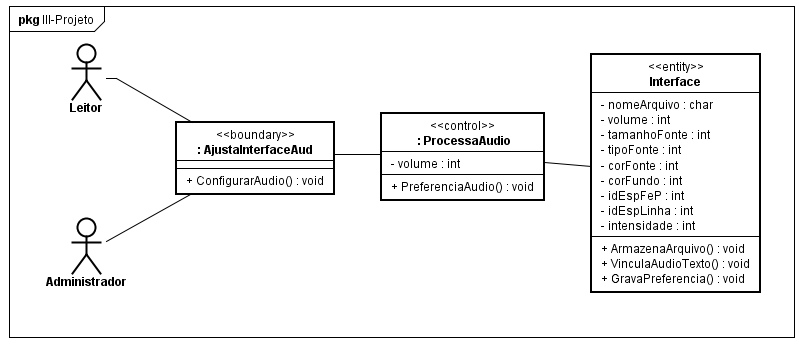 pkg III-Projeto
Leitor
Administrador
<<boundary>>
: AjustaInterfaceAud
+ ConfigurarAudio() : void
<<control>>
: ProcessaAudio
- volume : int
+ PreferenciaAudio() : void
<<entity>>
Interface
- nomeArquivo : char
- volume : int
- tamanhoFonte : int
- tipoFonte : int
- corFonte : int
- corFundo : int
- idEspFeP : int
- idEspLinha : int
- intensidade : int
+ ArmazenaArquivo() : void
+ VinculaAudioTexto() : void
+ GravaPreferencia() : void